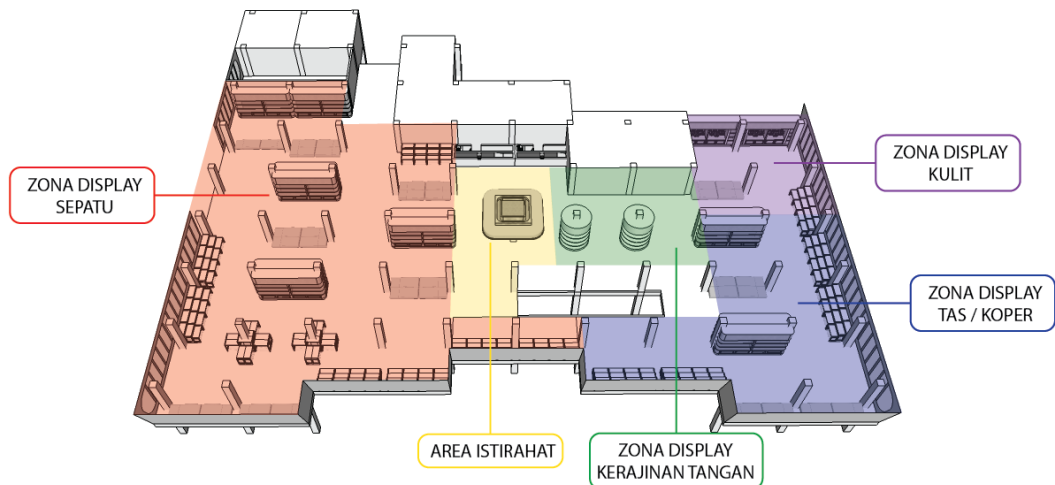 ZONA DISPLAY
KULIT
ZONA DISPLAY
SEPATU
ZONA DISPLAY
TAS / KOPER
AREA ISTIRAHAT
ZONA DISPLAY
KERAJINAN TANGAN